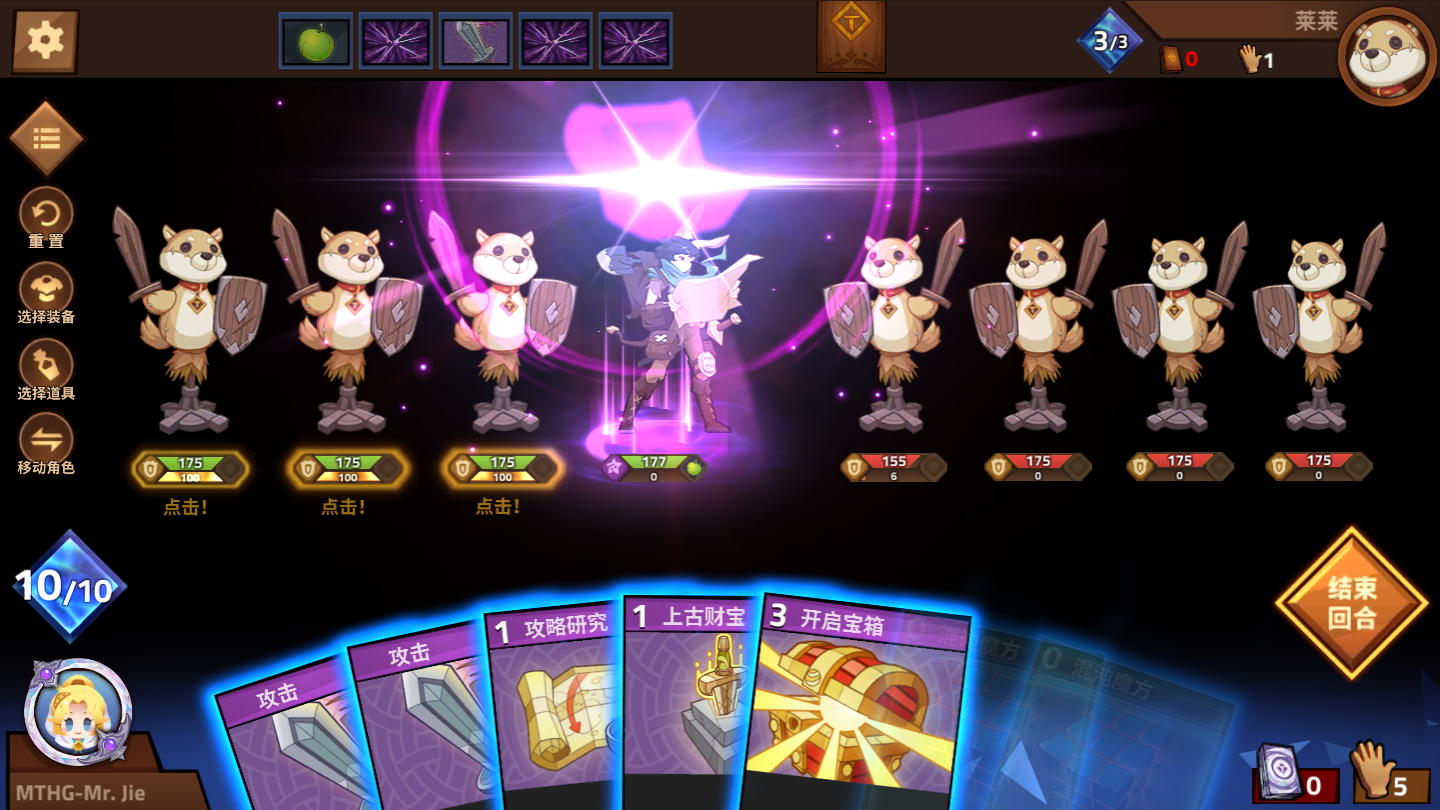 莱莱
3/3
0
1
重置
选择装备
选择道具
移动角色
175
100
点击!
175
100
点击!
175
100
点击!
177
0
155
6
175
0
175
0
175
0
10/10
结束
回合
攻击
攻击
1 攻略研究
1 上古财宝
3 开启宝箱
0 混沌魔方
0 混沌魔方
MTHG-Mr. Jie
0
5